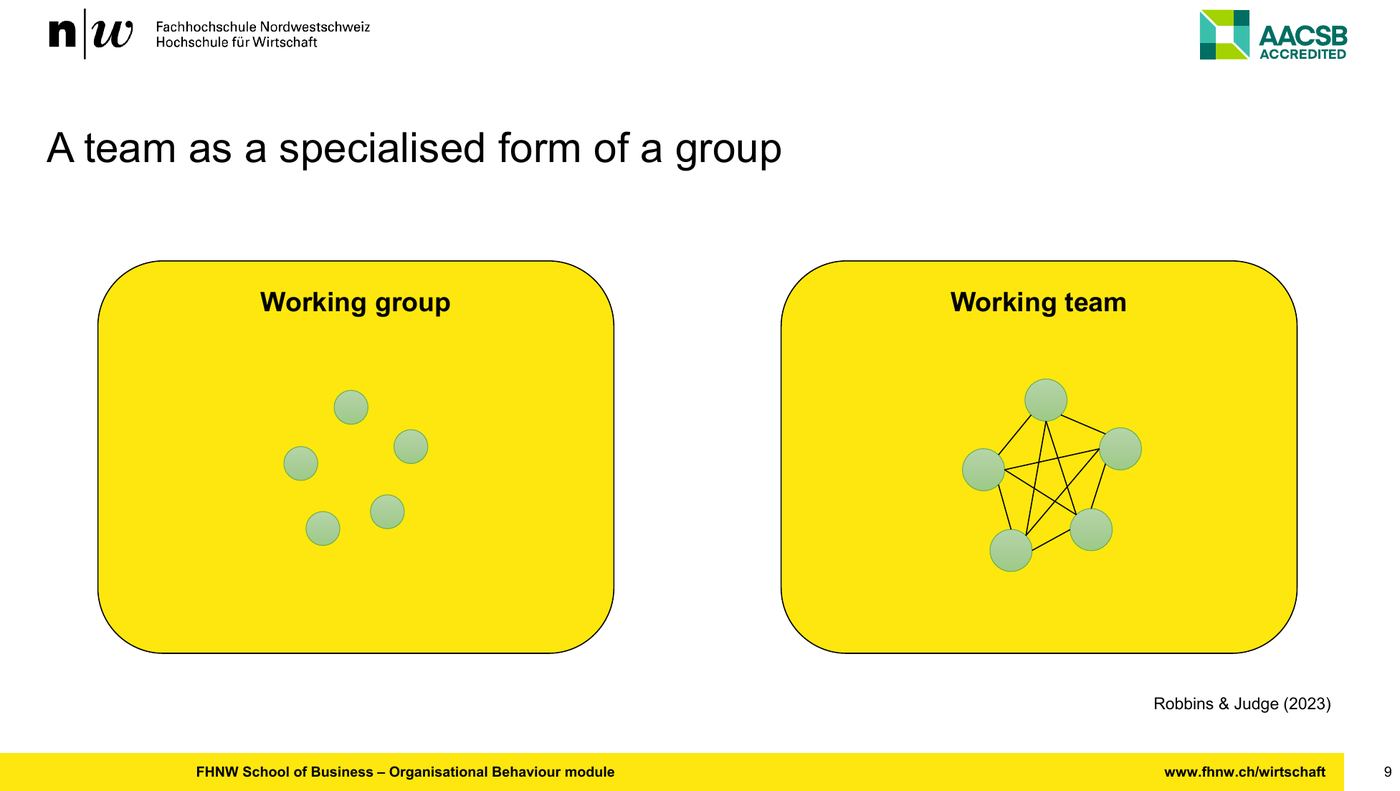 n|w
Fachhochschule Nordwestschweiz
Hochschule für Wirtschaft
AACSB
ACCREDITED
A team as a specialised form of a group
Working group
Working team
Robbins & Judge (2023)
FHNW School of Business – Organisational Behaviour module
www.fhnw.ch/wirtschaft
9